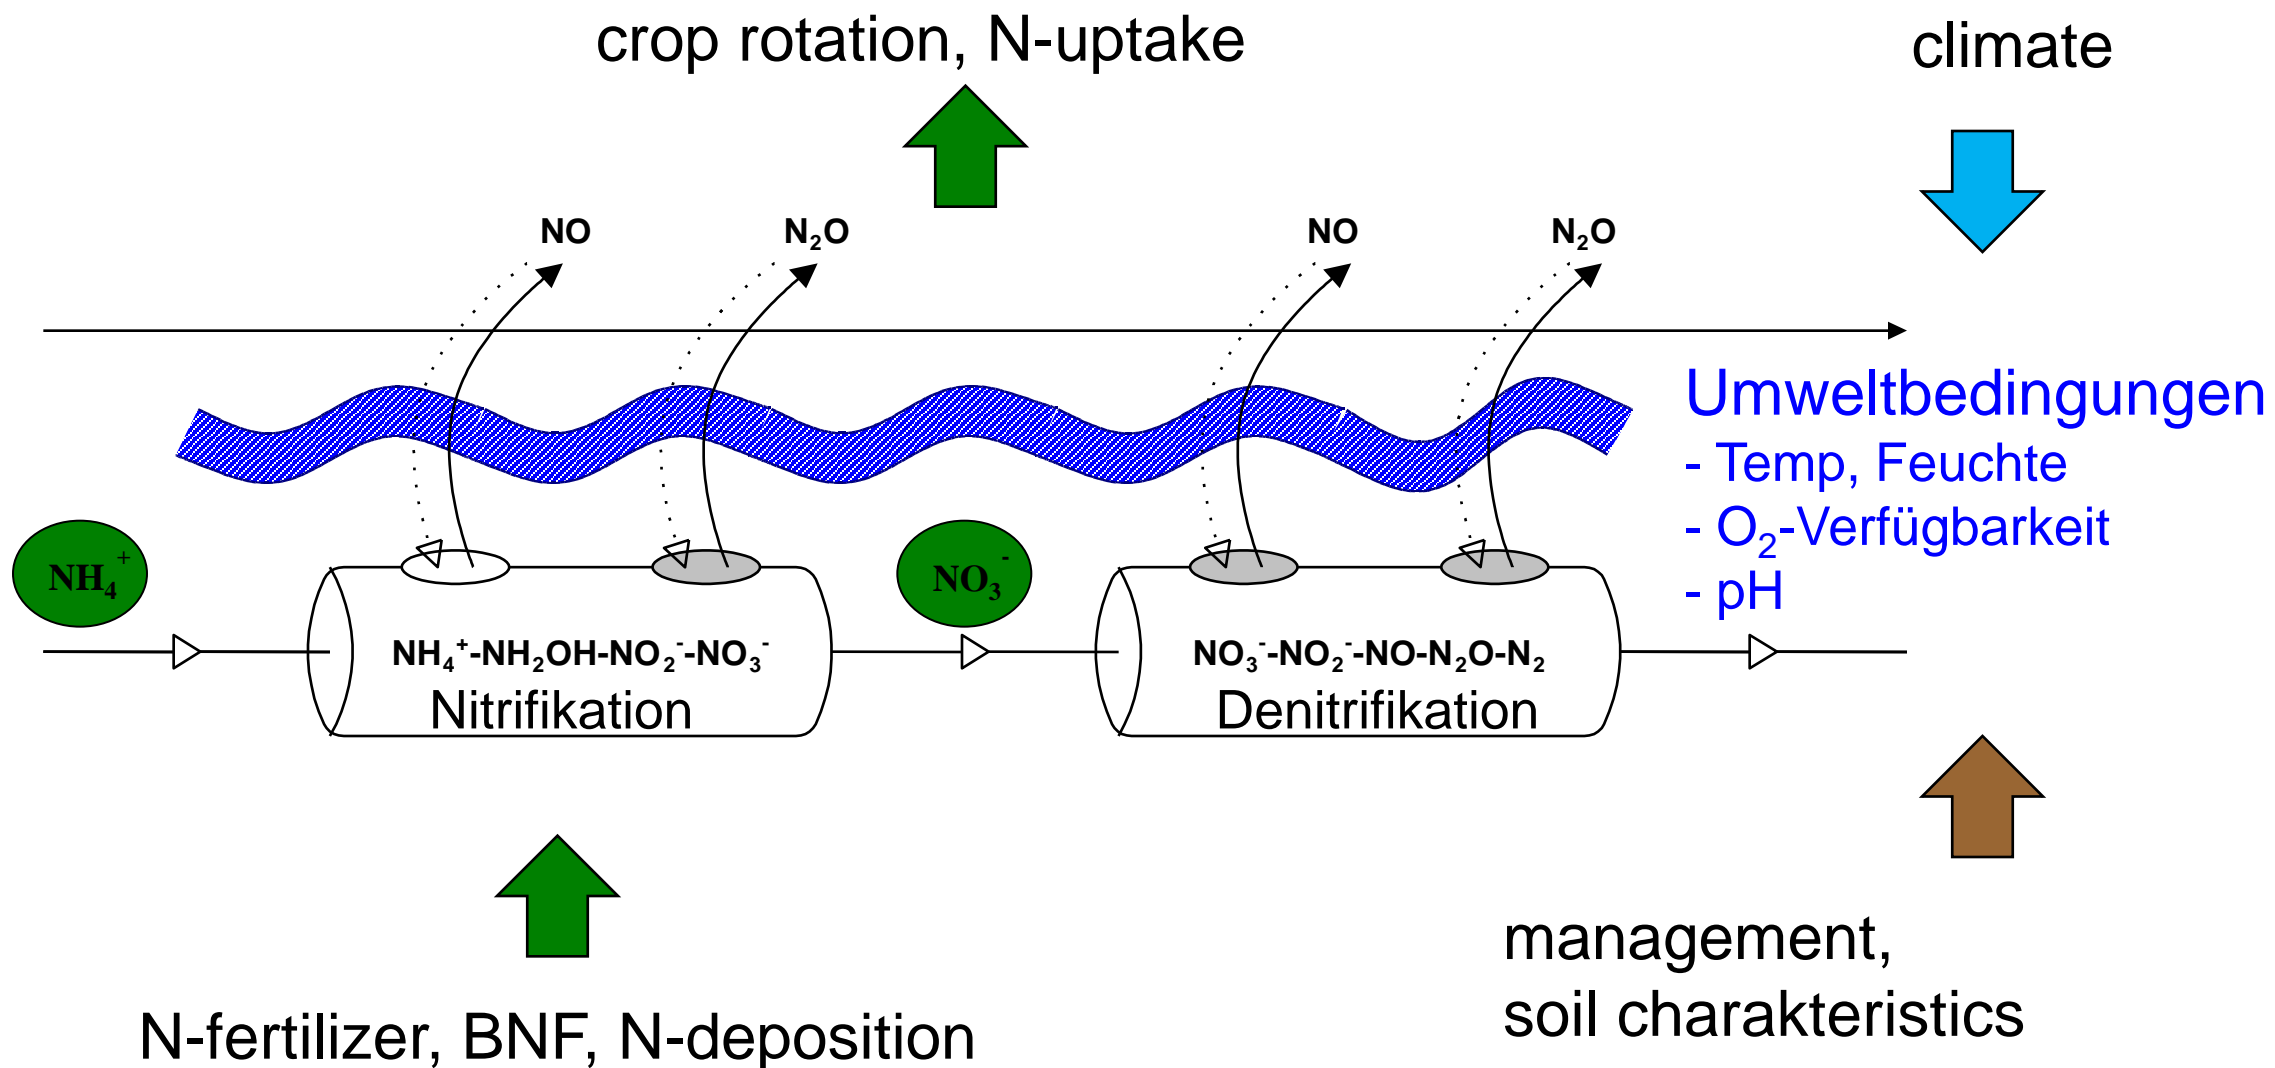 crop rotation, N-uptake
climate
NO
N₂O
NO
N₂O
Umweltbedingungen
- Temp, Feuchte
- O₂-Verfügbarkeit
- pH
NH₄⁺
NO₃⁻
NH₄⁺-NH₂OH-NO₂⁻-NO₃⁻
Nitrifikation
NO₃⁻-NO₂⁻-NO-N₂O-N₂
Denitrifikation
management,
soil charakteristics
N-fertilizer, BNF, N-deposition